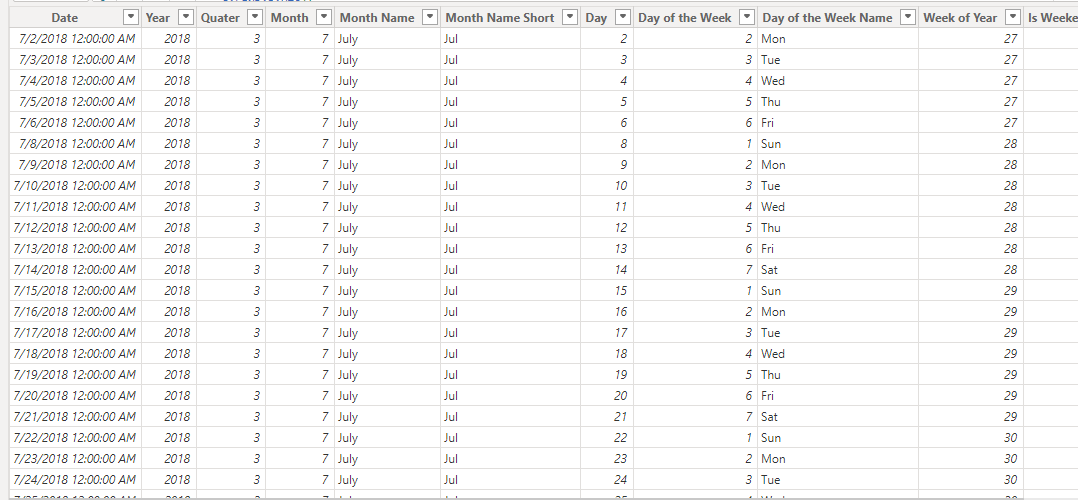 Date Year Quater Month Month Name Month Name Short Day Day of the Week Day of the Week Name Week of Year Is Weeke
7/2/2018 12:00:00 AM 2018 3 7 July Jul 2 2 Mon 27
7/3/2018 12:00:00 AM 2018 3 7 July Jul 3 3 Tue 27
7/4/2018 12:00:00 AM 2018 3 7 July Jul 4 4 Wed 27
7/5/2018 12:00:00 AM 2018 3 7 July Jul 5 5 Thu 27
7/6/2018 12:00:00 AM 2018 3 7 July Jul 6 6 Fri 27
7/8/2018 12:00:00 AM 2018 3 7 July Jul 8 1 Sun 28
7/9/2018 12:00:00 AM 2018 3 7 July Jul 9 2 Mon 28
7/10/2018 12:00:00 AM 2018 3 7 July Jul 10 3 Tue 28
7/11/2018 12:00:00 AM 2018 3 7 July Jul 11 4 Wed 28
7/12/2018 12:00:00 AM 2018 3 7 July Jul 12 5 Thu 28
7/13/2018 12:00:00 AM 2018 3 7 July Jul 13 6 Fri 28
7/14/2018 12:00:00 AM 2018 3 7 July Jul 14 7 Sat 28
7/15/2018 12:00:00 AM 2018 3 7 July Jul 15 1 Sun 29
7/16/2018 12:00:00 AM 2018 3 7 July Jul 16 2 Mon 29
7/17/2018 12:00:00 AM 2018 3 7 July Jul 17 3 Tue 29
7/18/2018 12:00:00 AM 2018 3 7 July Jul 18 4 Wed 29
7/19/2018 12:00:00 AM 2018 3 7 July Jul 19 5 Thu 29
7/20/2018 12:00:00 AM 2018 3 7 July Jul 20 6 Fri 29
7/21/2018 12:00:00 AM 2018 3 7 July Jul 21 7 Sat 29
7/22/2018 12:00:00 AM 2018 3 7 July Jul 22 1 Sun 30
7/23/2018 12:00:00 AM 2018 3 7 July Jul 23 2 Mon 30
7/24/2018 12:00:00 AM 2018 3 7 July Jul 24 3 Tue 30